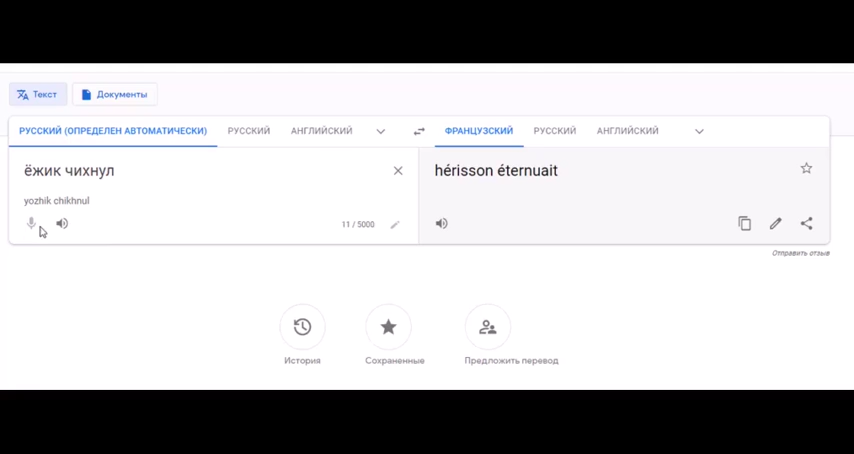 Текст Документы
РУССКИЙ (ОПРЕДЕЛЕН АВТОМАТИЧЕСКИ) РУССКИЙ АНГЛИЙСКИЙ ФРАНЦУЗСКИЙ РУССКИЙ АНГЛИЙСКИЙ
ёжик чихнул
yozhik chikhnul
11 / 5000
hérisson éternuait
Отправить отзыв
История Сохраненные Предложить перевод